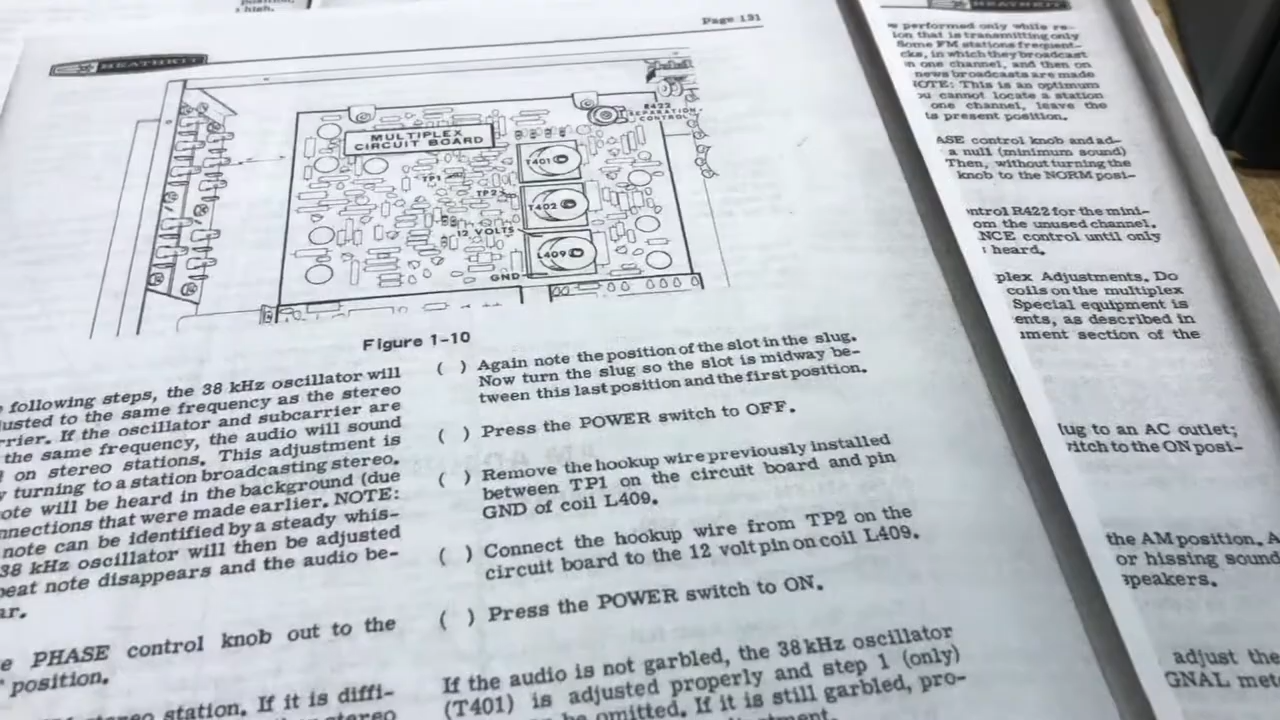 s high.
Page 131
HEATHKIT
MULTIPLEX
CIRCUIT BOARD
R422
SEPARATION
CONTROL
T401
TP1
TP2
T402
12 VOLTS
L409
GND
Figure 1-10
following steps, the 38 kHz oscillator will
justed to the same frequency as the stereo
rrier. If the oscillator and subcarrier are
the same frequency, the audio will sound
on stereo stations. This adjustment is
y turning to a station broadcasting stereo.
ote will be heard in the background (due
nnections that were made earlier. NOTE:
note can be identified by a steady whis-
38 kHz oscillator will then be adjusted
beat note disappears and the audio be-
ar.
e PHASE control knob out to the
position.
stereo station. If it is diffi-
stereo
( ) Again note the position of the slot in the slug.
Now turn the slug so the slot is midway be-
tween this last position and the first position.
( ) Press the POWER switch to OFF.
( ) Remove the hookup wire previously installed
between TP1 on the circuit board and pin
GND of coil L409.
( ) Connect the hookup wire from TP2 on the
circuit board to the 12 volt pin on coil L409.
( ) Press the POWER switch to ON.
If the audio is not garbled, the 38 kHz oscillator
(T401) is adjusted properly and step 1 (only)
be omitted. If it is still garbled, pro-
HEATHKIT
performed only while re-
ion that is transmitting only
Some FM stations frequent-
cks, in which they broadcast
n one channel, and then on
news broadcasts are made
NOTE: This is an optimum
ou cannot locate a station
one channel, leave the
ts present position.
ASE control knob and ad-
a null (minimum sound)
Then, without turning the
knob to the NORM posi-
ntrol R422 for the mini-
om the unused channel.
NCE control until only
heard.
plex Adjustments. Do
coils on the multiplex
Special equipment is
ents, as described in
ument section of the
lug to an AC outlet;
witch to the ON posi-
the AM position. A
or hissing sound
speakers.
adjust the
GNAL met